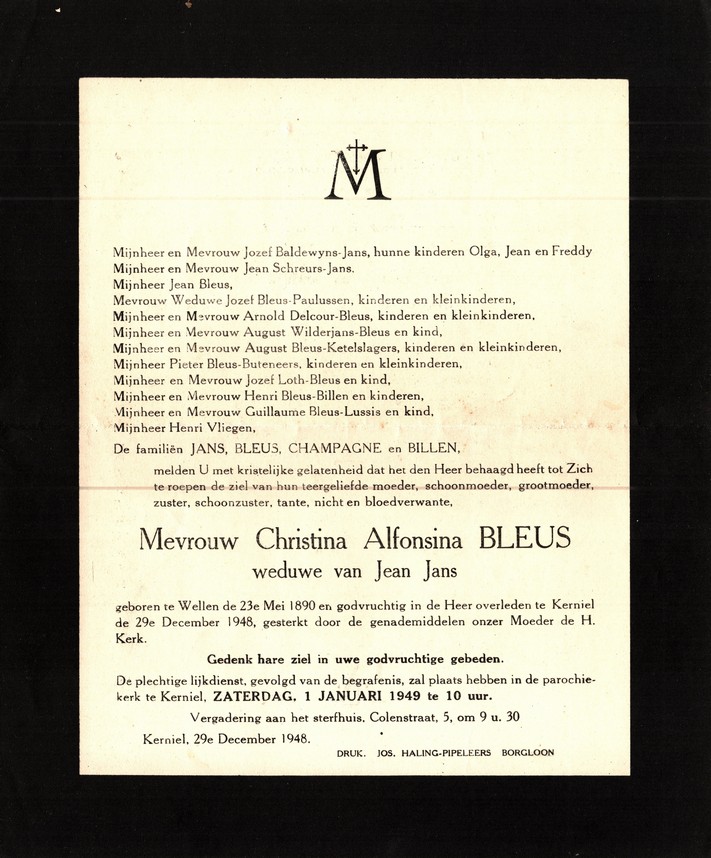 M
Mijnheer en Mevrouw Jozef Baldewyns-Jans, hunne kinderen Olga, Jean en Freddy
Mijnheer en Mevrouw Jean Schreurs-Jans.
Mijnheer Jean Bleus,
Mevrouw Weduwe Jozef Bleus-Paulussen, kinderen en kleinkinderen,
Mijnheer en Mevrouw Arnold Delcour-Bleus, kinderen en kleinkinderen,
Mijnheer en Mevrouw August Wilderjans-Bleus en kind,
Mijnheer en Mevrouw August Bleus-Ketelslagers, kinderen en kleinkinderen,
Mijnheer Pieter Bleus-Buteneers, kinderen en kleinkinderen,
Mijnheer en Mevrouw Jozef Loth-Bleus en kind,
Mijnheer en Mevrouw Henri Bleus-Billen en kinderen,
Mijnheer en Mevrouw Guillaume Bleus-Lussis en kind,
Mijnheer Henri Vliegen,
De familiën JANS, BLEUS, CHAMPAGNE en BILLEN,
melden U met kristelijke gelatenheid dat het den Heer behaagd heeft tot Zich
te roepen de ziel van hun teergeliefde moeder, schoonmoeder, grootmoeder,
zuster, schoonzuster, tante, nicht en bloedverwante,
Mevrouw Christina Alfonsina BLEUS
weduwe van Jean Jans
geboren te Wellen de 23e Mei 1890 en godvruchtig in de Heer overleden te Kerniel
de 29e December 1948, gesterkt door de genademiddelen onzer Moeder de H.
Kerk.
Gedenk hare ziel in uwe godvruchtige gebeden.
De plechtige lijkdienst, gevolgd van de begrafenis, zal plaats hebben in de parochie-
kerk te Kerniel, ZATERDAG, 1 JANUARI 1949 te 10 uur.
Vergadering aan het sterfhuis, Colenstraat, 5, om 9 u. 30
Kerniel, 29e December 1948.
DRUK. JOS. HALING-PIPELEERS BORGLOON